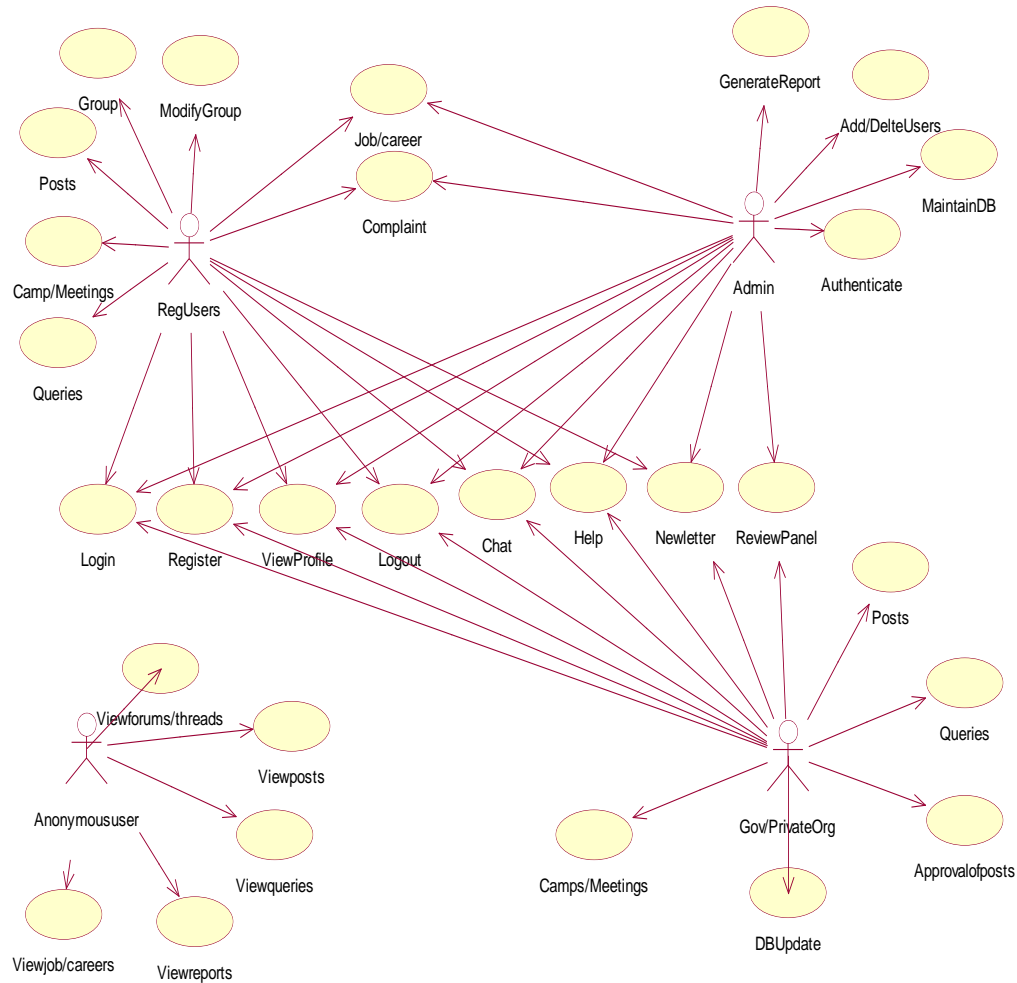 GenerateReport
Group
ModifyGroup
Job/career
Add/DelteUsers
Posts
MaintainDB
Complaint
Camp/Meetings
Authenticate
Admin
RegUsers
Queries
Login
Register
ViewProfile
Logout
Chat
Help
Newletter
ReviewPanel
Posts
Viewforums/threads
Queries
Viewposts
Anonymoususer
Gov/PrivateOrg
Viewqueries
Camps/Meetings
Approvalofposts
DBUpdate
Viewjob/careers
Viewreports